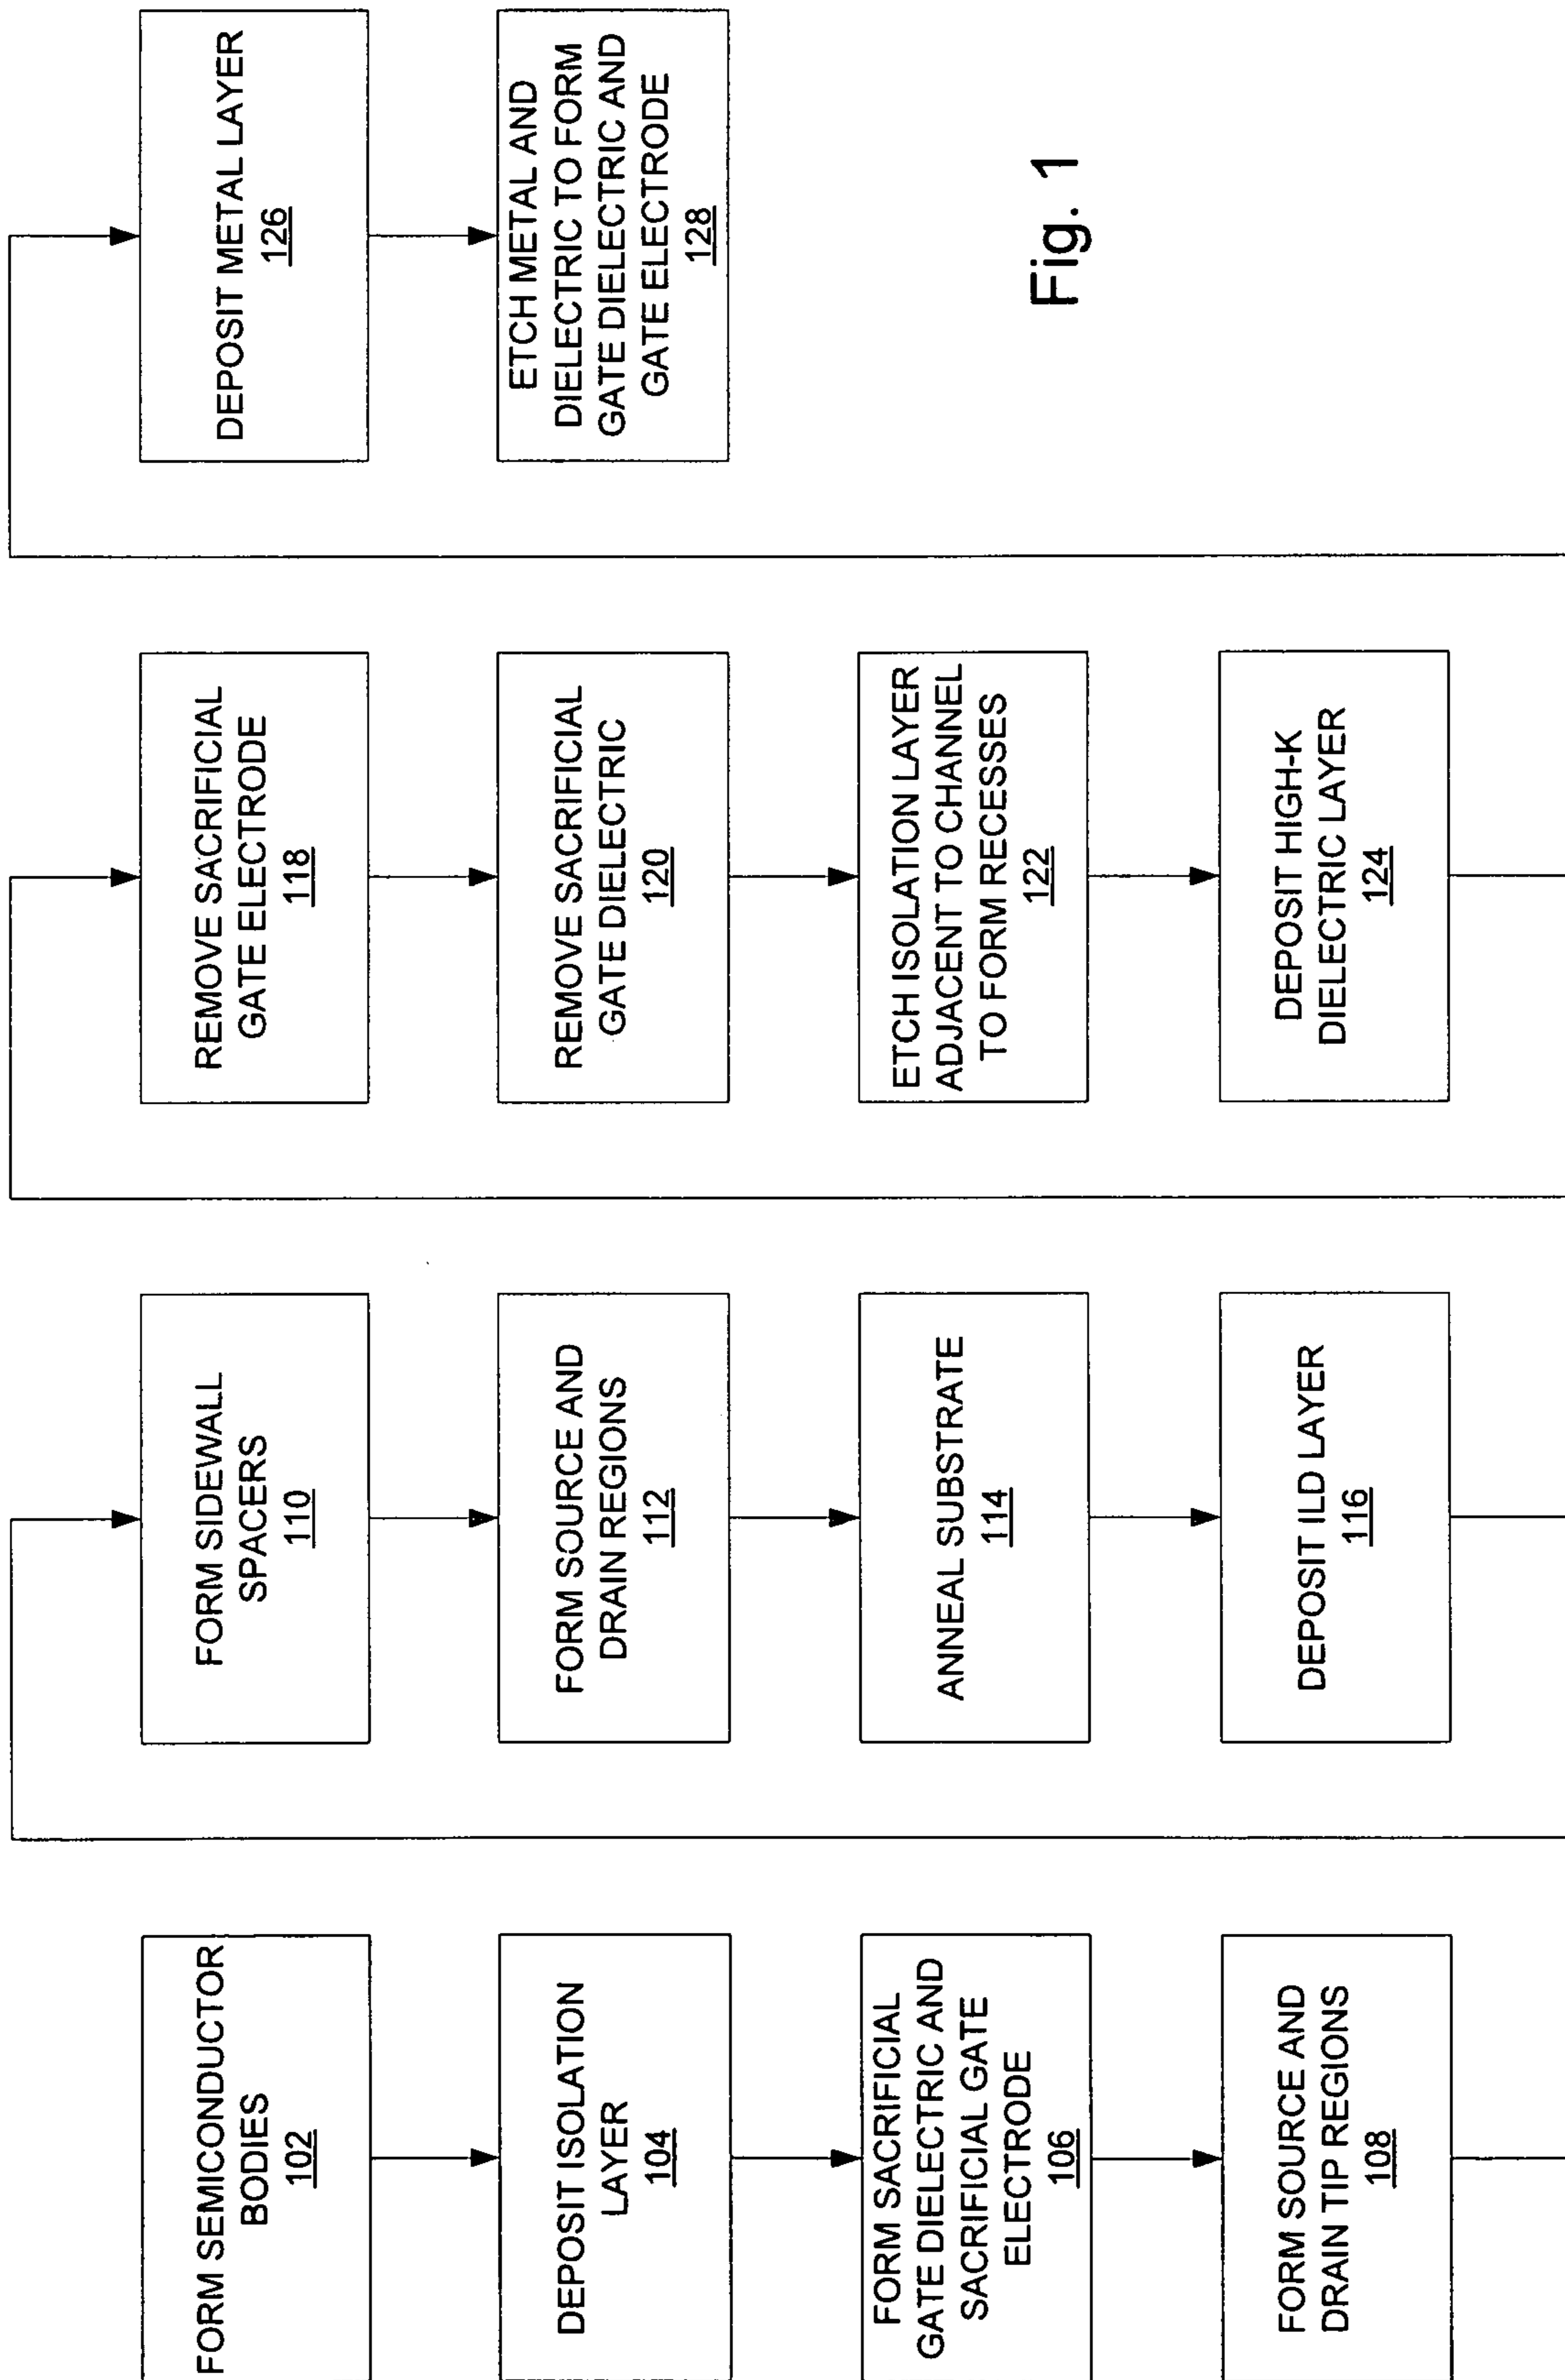 FORM SEMICONDUCTOR
BODIES
102
DEPOSIT ISOLATION
LAYER
104
FORM SACRIFICIAL
GATE DIELECTRIC AND
SACRIFICIAL GATE
ELECTRODE
106
FORM SOURCE AND
DRAIN TIP REGIONS
108
FORM SIDEWALL
SPACERS
110
FORM SOURCE AND
DRAIN REGIONS
112
ANNEAL SUBSTRATE
114
DEPOSIT ILD LAYER
116
REMOVE SACRIFICIAL
GATE ELECTRODE
118
REMOVE SACRIFICIAL
GATE DIELECTRIC
120
ETCH ISOLATION LAYER
ADJACENT TO CHANNEL
TO FORM RECESSES
122
DEPOSIT HIGH-K
DIELECTRIC LAYER
124
DEPOSIT METAL LAYER
126
ETCH METAL AND
DIELECTRIC TO FORM
GATE DIELECTRIC AND
GATE ELECTRODE
128
Fig. 1